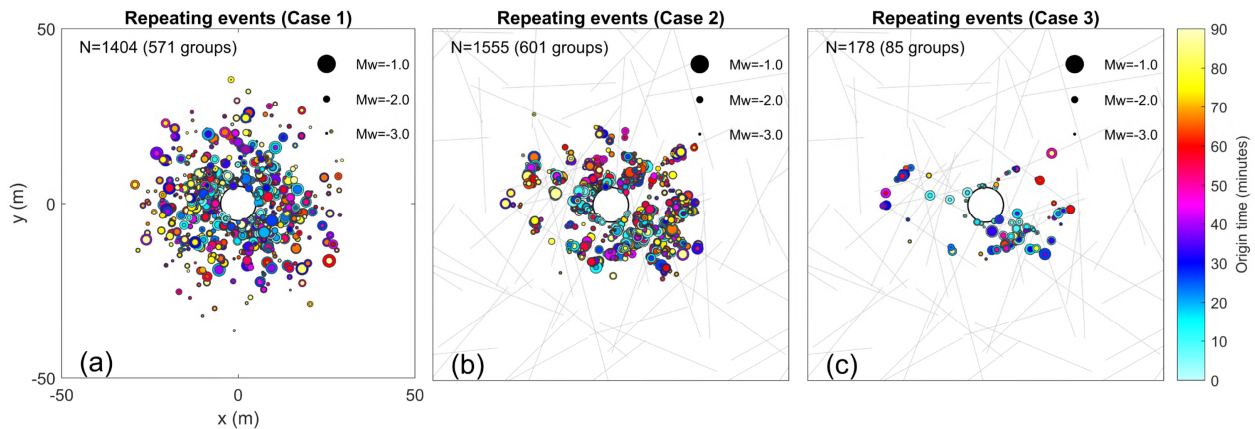 Repeating events (Case 1)
50
N=1404 (571 groups)
Mw=-1.0
Mw=-2.0
Mw=-3.0
y (m)
0
(a)
-50
-50
0
50
x (m)
Repeating events (Case 2)
N=1555 (601 groups)
Mw=-1.0
Mw=-2.0
Mw=-3.0
(b)
Repeating events (Case 3)
N=178 (85 groups)
Mw=-1.0
Mw=-2.0
Mw=-3.0
(c)
90
80
70
60
50
40
30
20
10
0
Origin time (minutes)